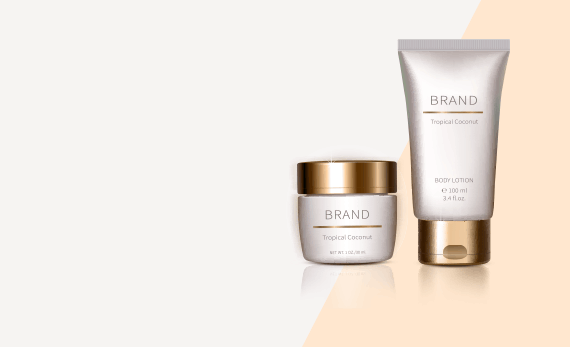 BRAND
Tropical Coconut
BODY LOTION
℮ 100 ml
3.4 fl.oz.
BRAND
Tropical Coconut